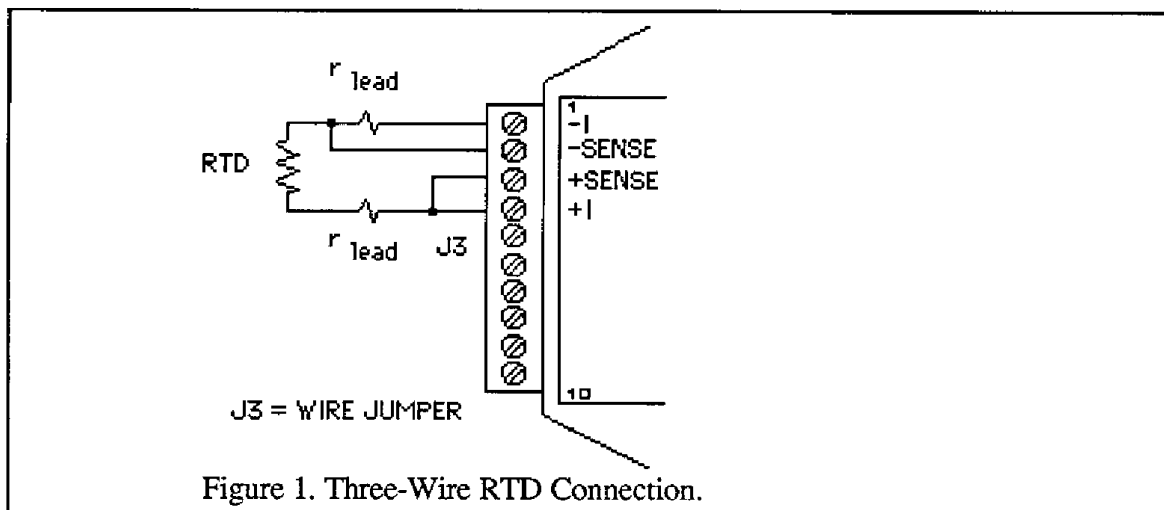 r lead
1
-I
-SENSE
RTD
+SENSE
+I
r lead
J3
10
J3 = WIRE JUMPER
Figure 1. Three-Wire RTD Connection.